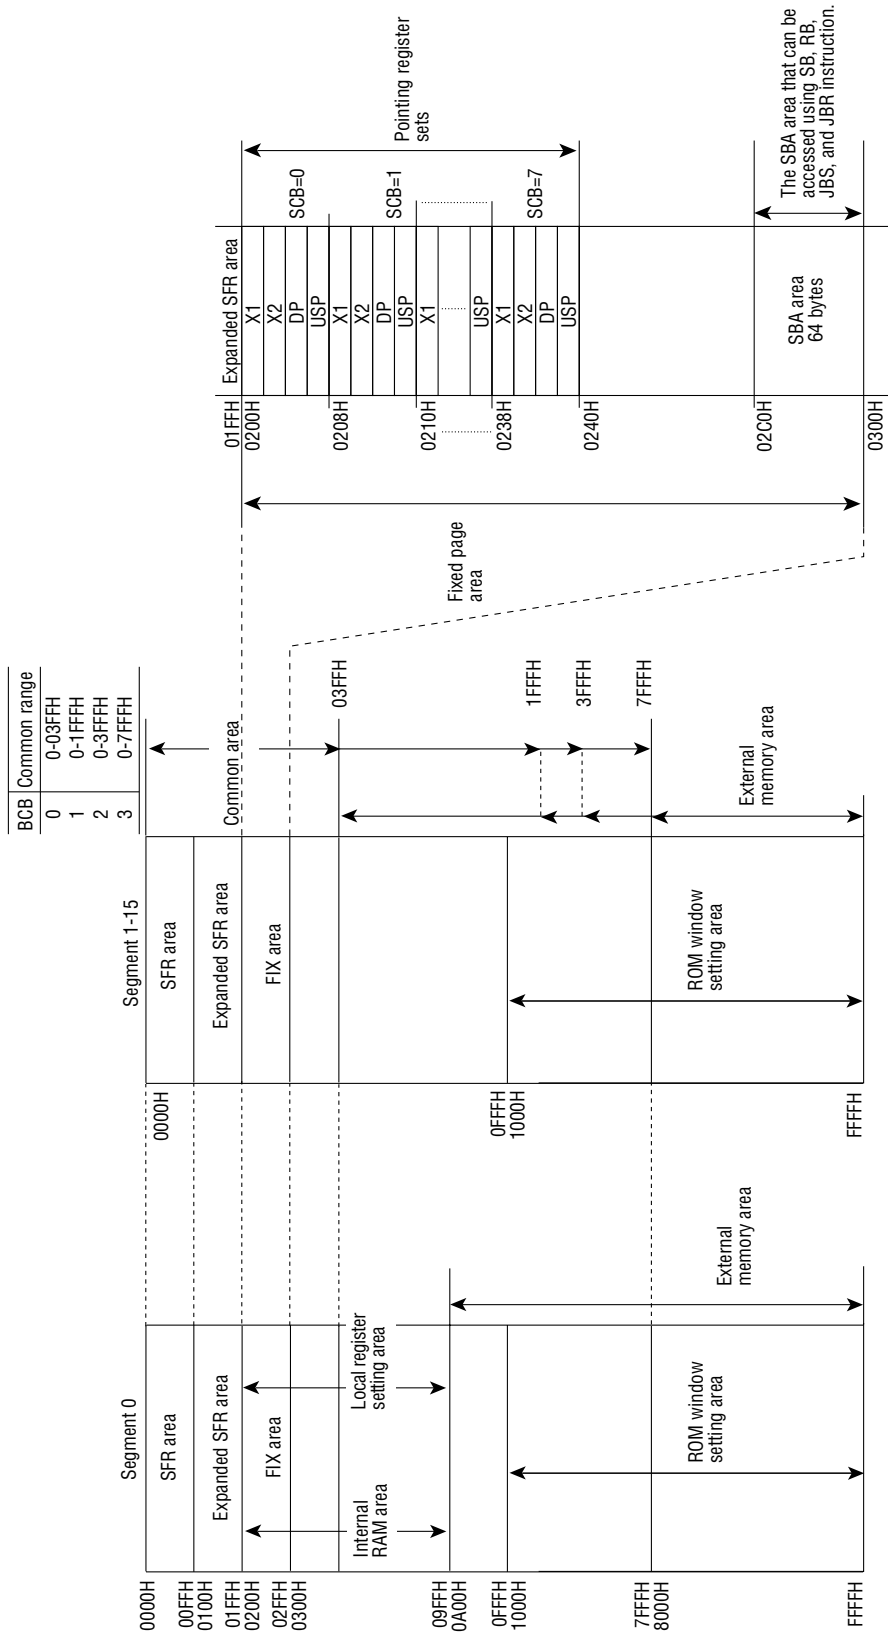 Segment 0
0000H
SFR area
00FFH
0100H
Expanded SFR area
01FFH
0200H
FIX area
02FFH
0300H
Internal
RAM area
Local register
setting area
09FFH
0A00H
0FFFH
1000H
ROM window
setting area
7FFFH
8000H
FFFFH
External
memory area
Segment 1-15
0000H
SFR area
Expanded SFR area
FIX area
0FFFH
1000H
ROM window
setting area
FFFFH
BCB Common range
0 0-03FFH
1 0-1FFFH
2 0-3FFFH
3 0-7FFFH
Common area
03FFH
1FFFH
3FFFH
7FFFH
External
memory area
Fixed page
area
01FFH
0200H
0208H
0210H
0238H
0240H
02C0H
0300H
Expanded SFR area
X1
X2
DP
USP
X1
X2
DP
USP
X1
USP
X1
X2
DP
USP
SBA area
64 bytes
SCB=0
SCB=1
SCB=7
Pointing register
sets
The SBA area that can be
accessed using SB, RB,
JBS, and JBR instruction.